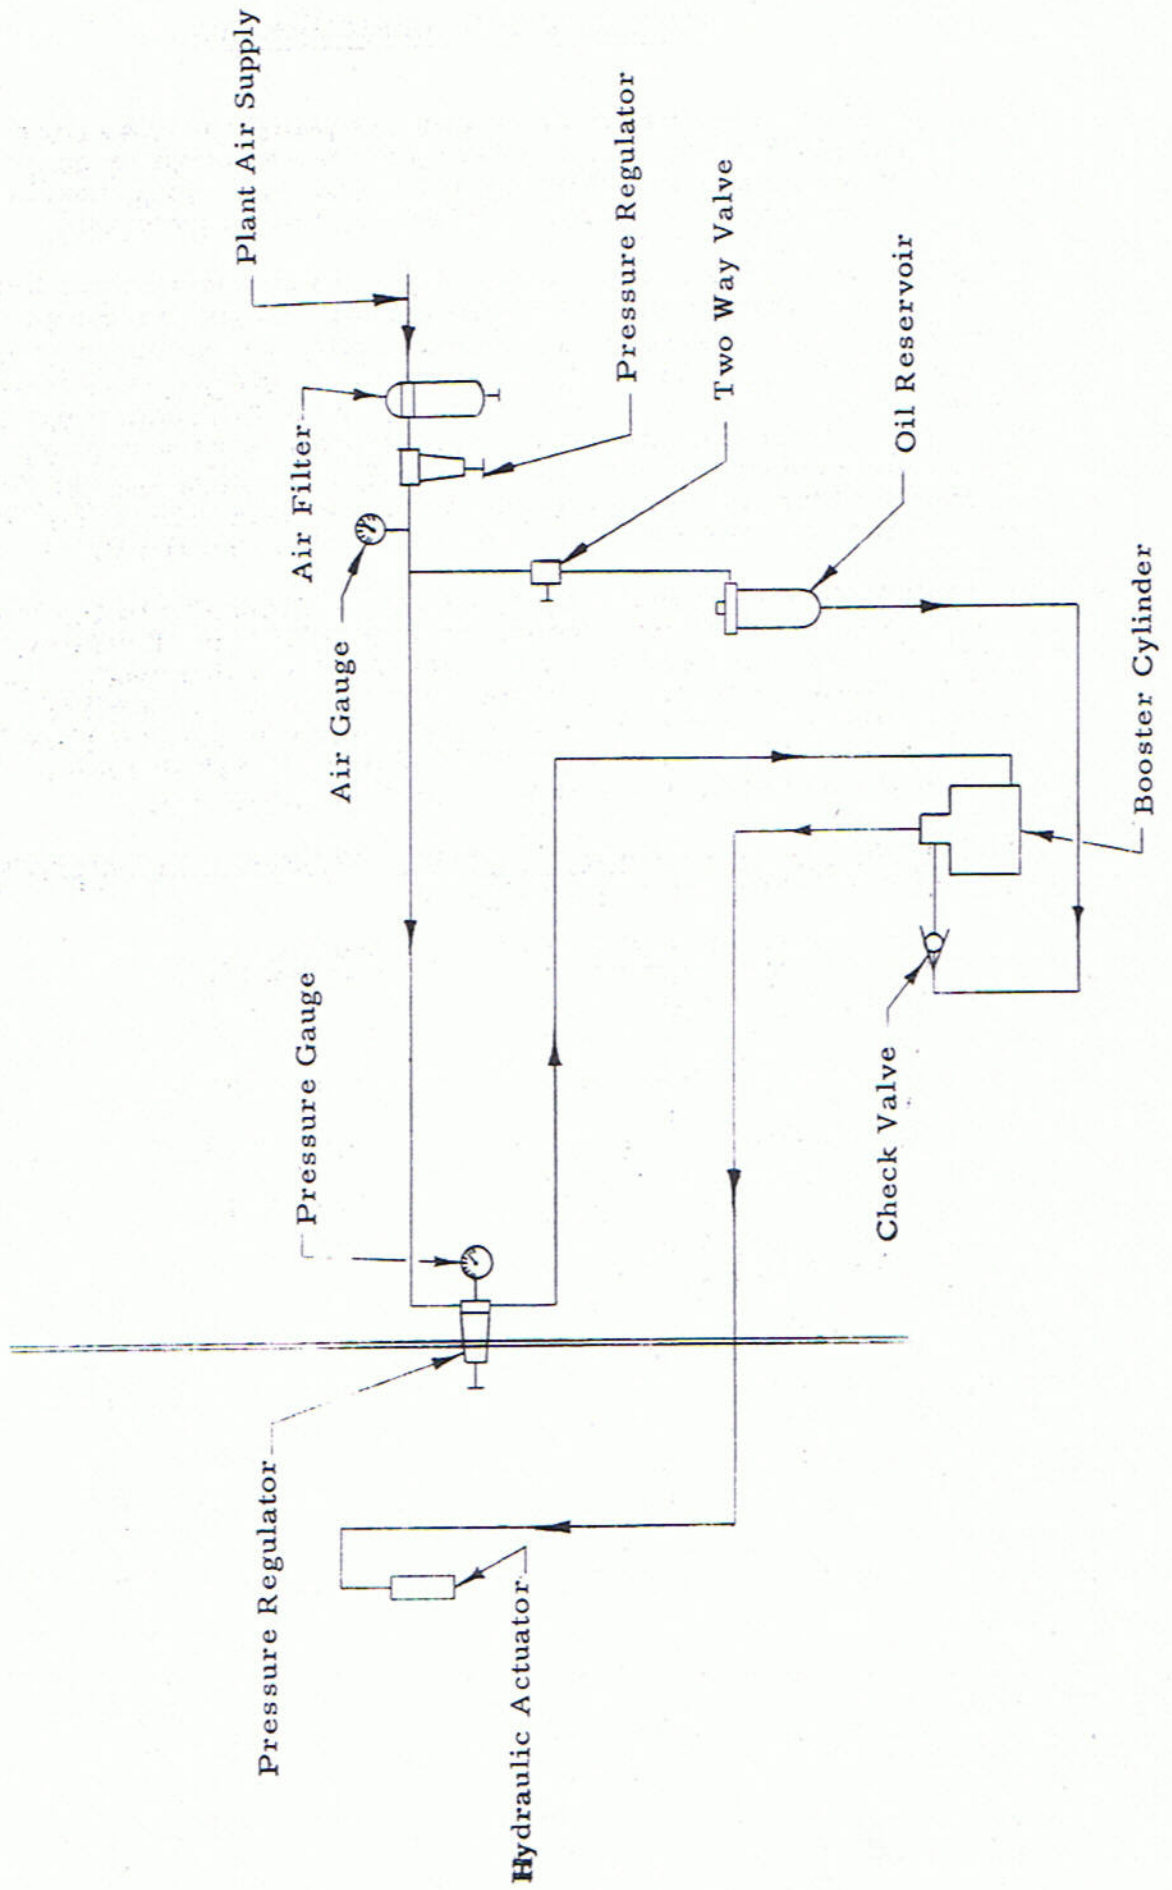 Plant Air Supply
Pressure Regulator
Two Way Valve
Oil Reservoir
Air Filter
Air Gauge
Booster Cylinder
Pressure Gauge
Check Valve
Pressure Regulator
Hydraulic Actuator